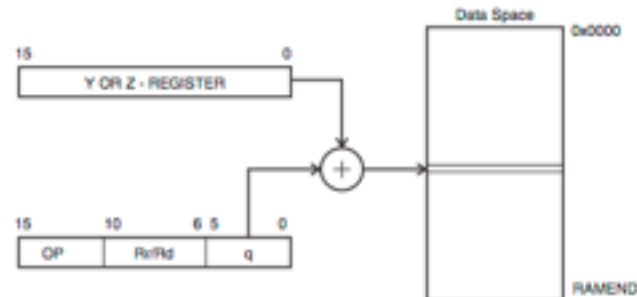 Data Space
0x0000
15 0
Y OR Z - REGISTER
+
15 10 6 5 0
OP Rr/Rd q
RAMEND